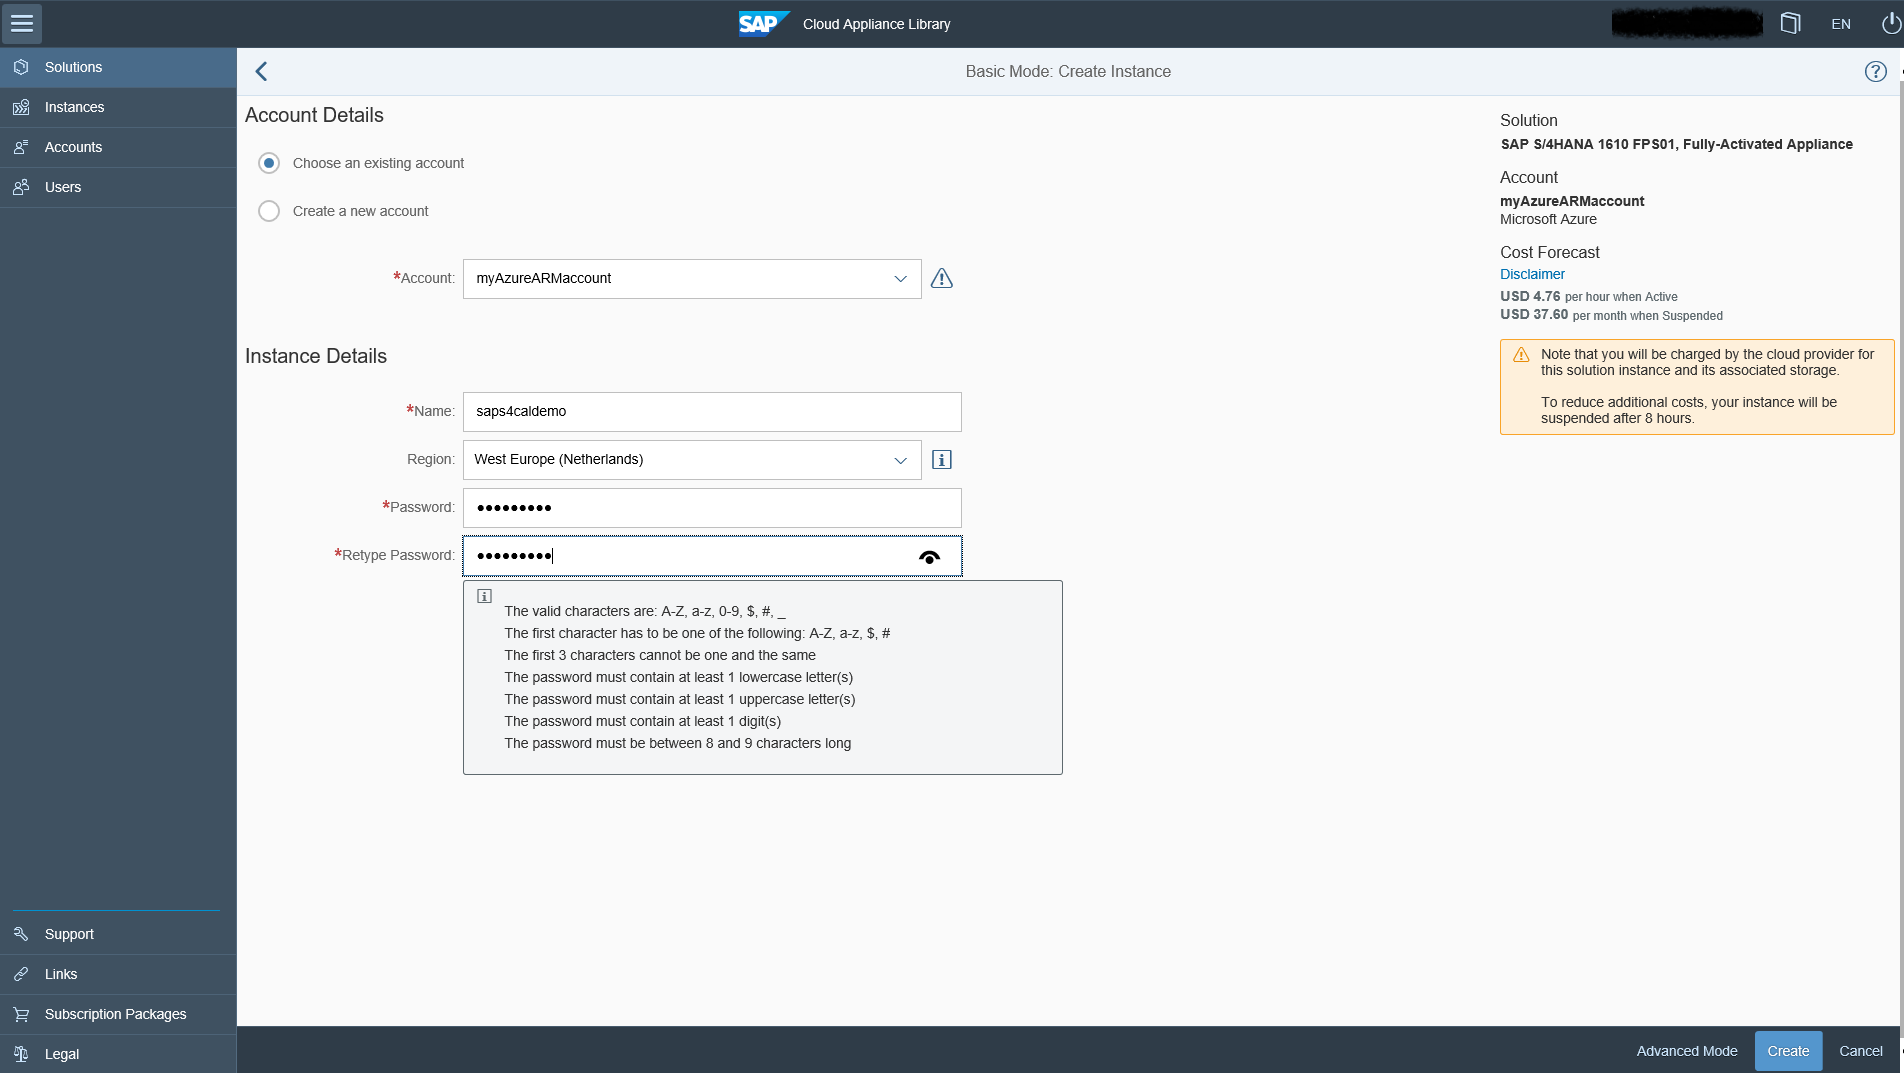 SAP Cloud Appliance Library
EN
Solutions
Instances
Accounts
Users
Support
Links
Subscription Packages
Legal
Basic Mode: Create Instance
?
Account Details
Choose an existing account
Create a new account
*Account: myAzureARMaccount
Instance Details
*Name: saps4caldemo
Region: West Europe (Netherlands)
*Password: •••••••••
*Retype Password: •••••••••
The valid characters are: A-Z, a-z, 0-9, $, #, _
The first character has to be one of the following: A-Z, a-z, $, #
The first 3 characters cannot be one and the same
The password must contain at least 1 lowercase letter(s)
The password must contain at least 1 uppercase letter(s)
The password must contain at least 1 digit(s)
The password must be between 8 and 9 characters long
Solution
SAP S/4HANA 1610 FPS01, Fully-Activated Appliance
Account
myAzureARMaccount
Microsoft Azure
Cost Forecast
Disclaimer
USD 4.76 per hour when Active
USD 37.60 per month when Suspended
Note that you will be charged by the cloud provider for
this solution instance and its associated storage.
To reduce additional costs, your instance will be
suspended after 8 hours.
Advanced Mode
Create
Cancel